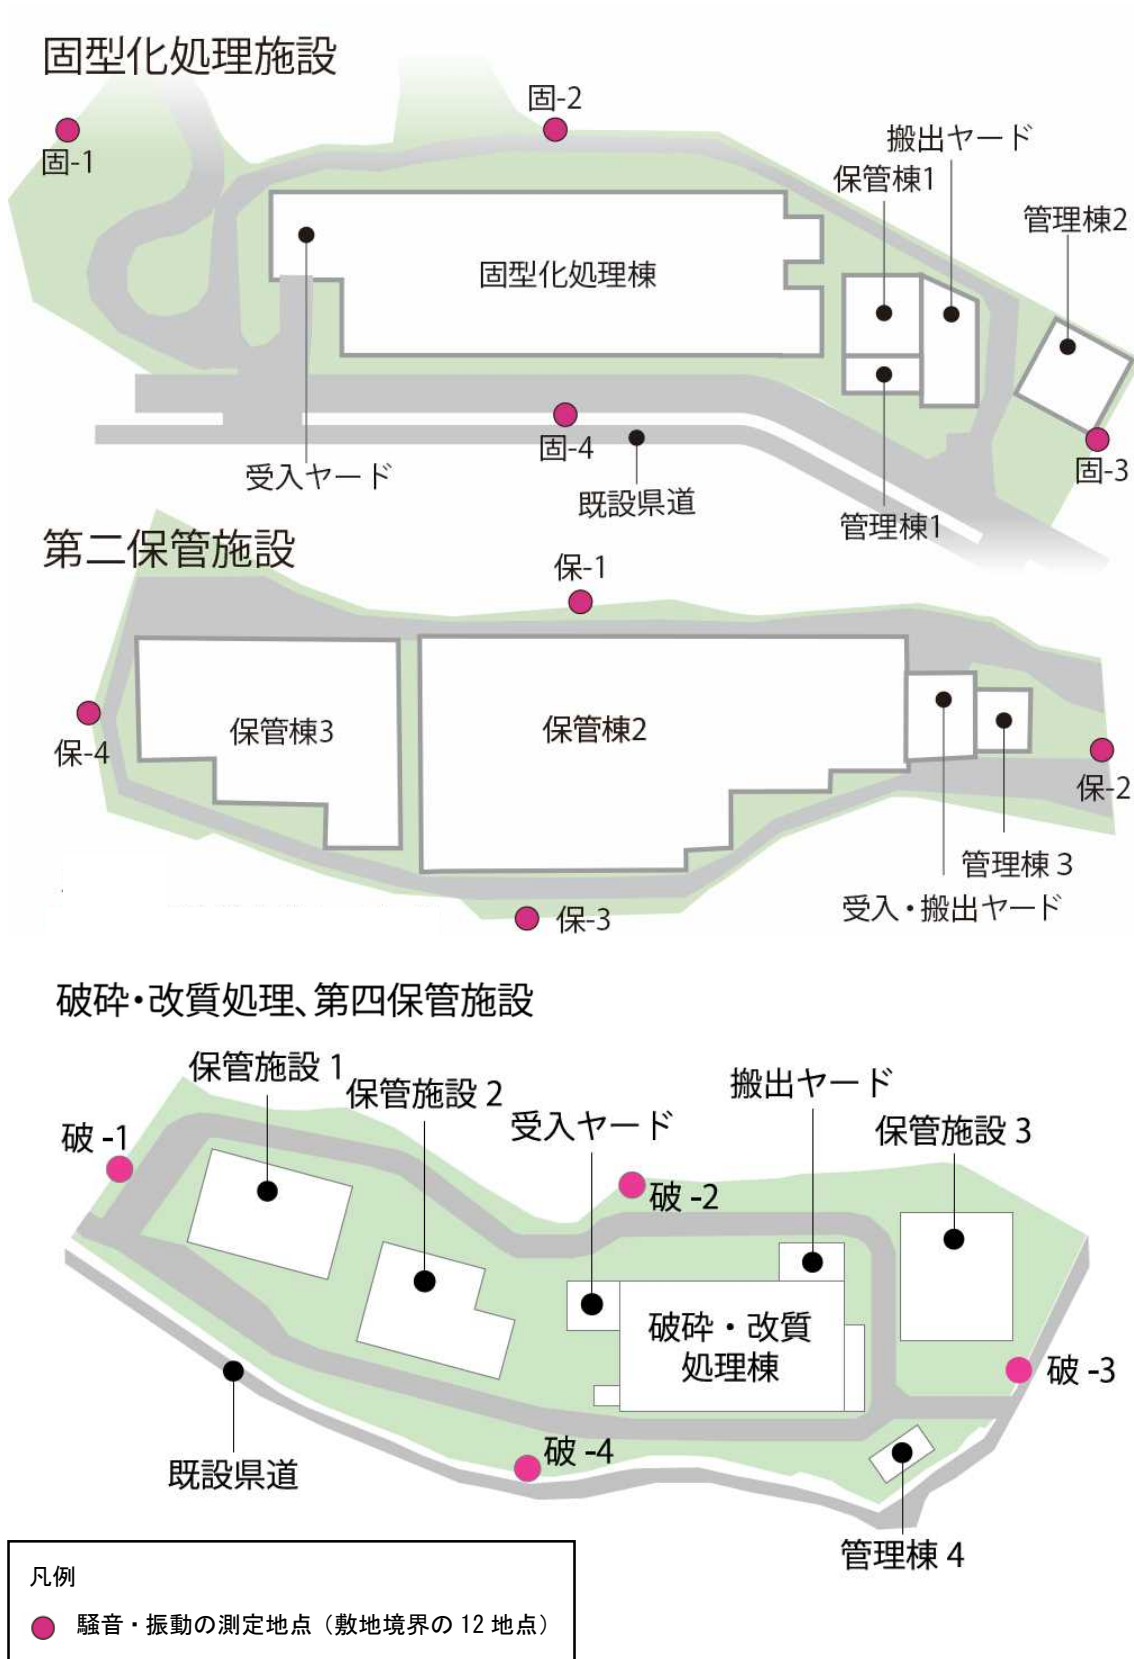 固型化処理施設
固-1
固-2
搬出ヤード
保管棟1
管理棟2
固型化処理棟
固-4
固-3
受入ヤード
既設県道
管理棟1
第二保管施設
保-1
保管棟3
保管棟2
保-4
保-2
管理棟 3
受入・搬出ヤード
保-3
破砕・改質処理、第四保管施設
保管施設 1
保管施設 2
搬出ヤード
受入ヤード
保管施設 3
破 -1
破 -2
破砕・改質
処理棟
破 -3
破 -4
既設県道
管理棟 4
凡例
騒音・振動の測定地点（敷地境界の 12 地点）